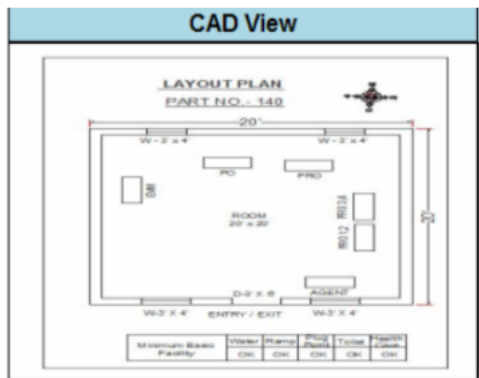 CAD View
LAYOUT PLAN
PART NO.- 140
20'
W - 3' x 4' W - 3' x 4'
PO PRO
ROOM
20' x 20'
20'
D-3' X 6' AGENT
W-3' X 4' ENTRY / EXIT W-3' X 4'
Minimum Basic Facility Water Ramp Plug Point Toilet
OK OK OK OK OK